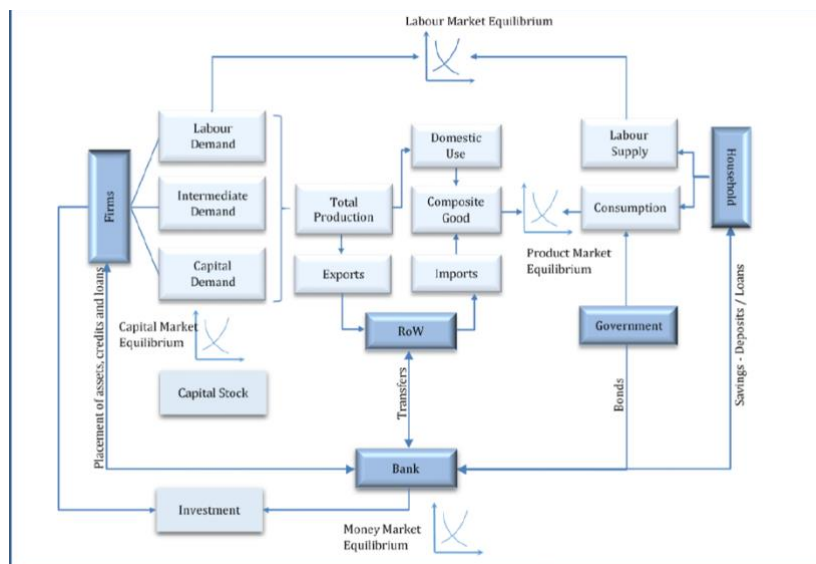 Labour Market Equilibrium
Labour
Demand
Domestic
Use
Labour
Supply
Household
Firms
Intermediate
Demand
Total
Production
Composite
Good
Consumption
Product Market
Equilibrium
Capital
Demand
Exports
Imports
Placement of assets, credits and loans
Capital Market
Equilibrium
RoW
Government
Savings - Deposits / Loans
Capital Stock
Transfers
Bonds
Bank
Investment
Money Market
Equilibrium